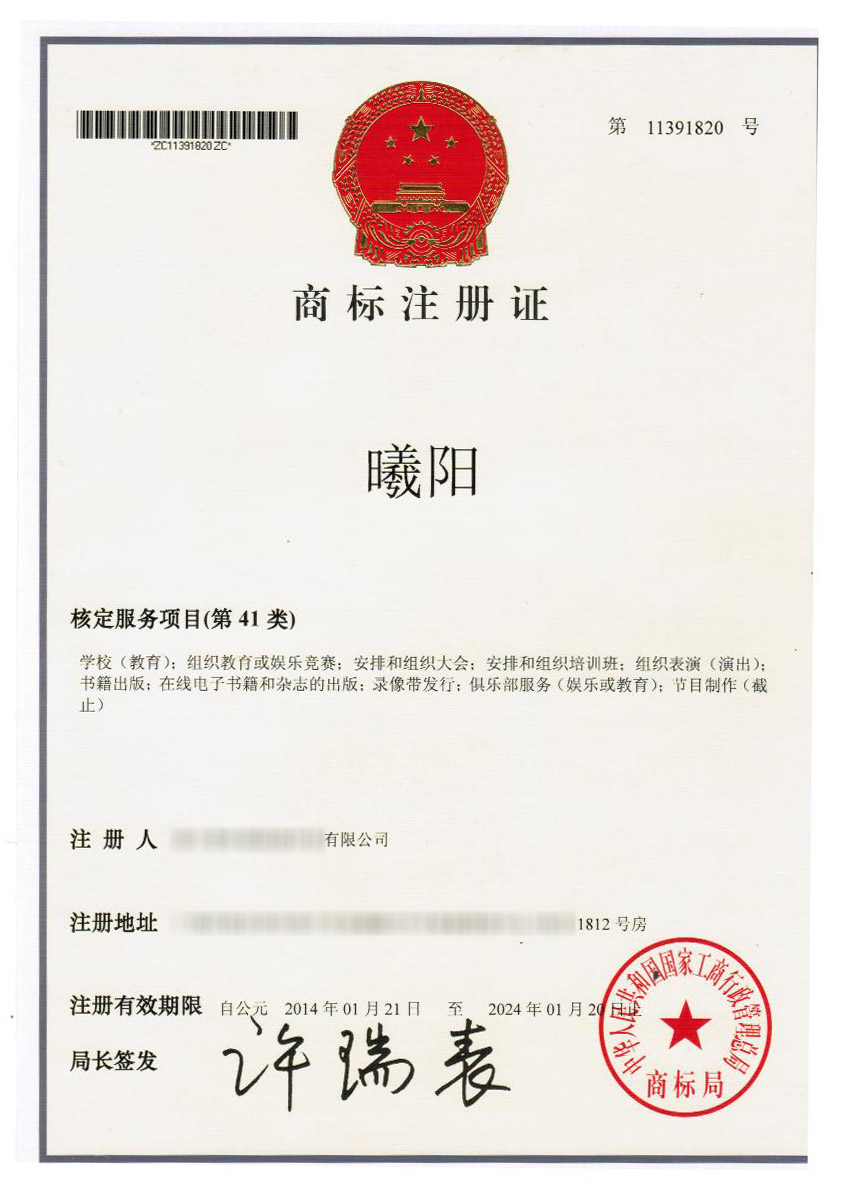 *ZC11391820ZC*
第 11391820 号
商标注册证
曦阳
核定服务项目(第 41 类)
学校（教育）；组织教育或娱乐竞赛；安排和组织大会；安排和组织培训班；组织表演（演出）；
书籍出版；在线电子书籍和杂志的出版；录像带发行；俱乐部服务（娱乐或教育）；节目制作（截
止）
注 册 人 有限公司
注册地址 1812 号房
注册有效期限 自公元 2014 年 01 月 21 日 至 2024 年 01 月 20 日止
局长签发 许瑞表
中华人民共和国国家工商行政管理总局
商标局